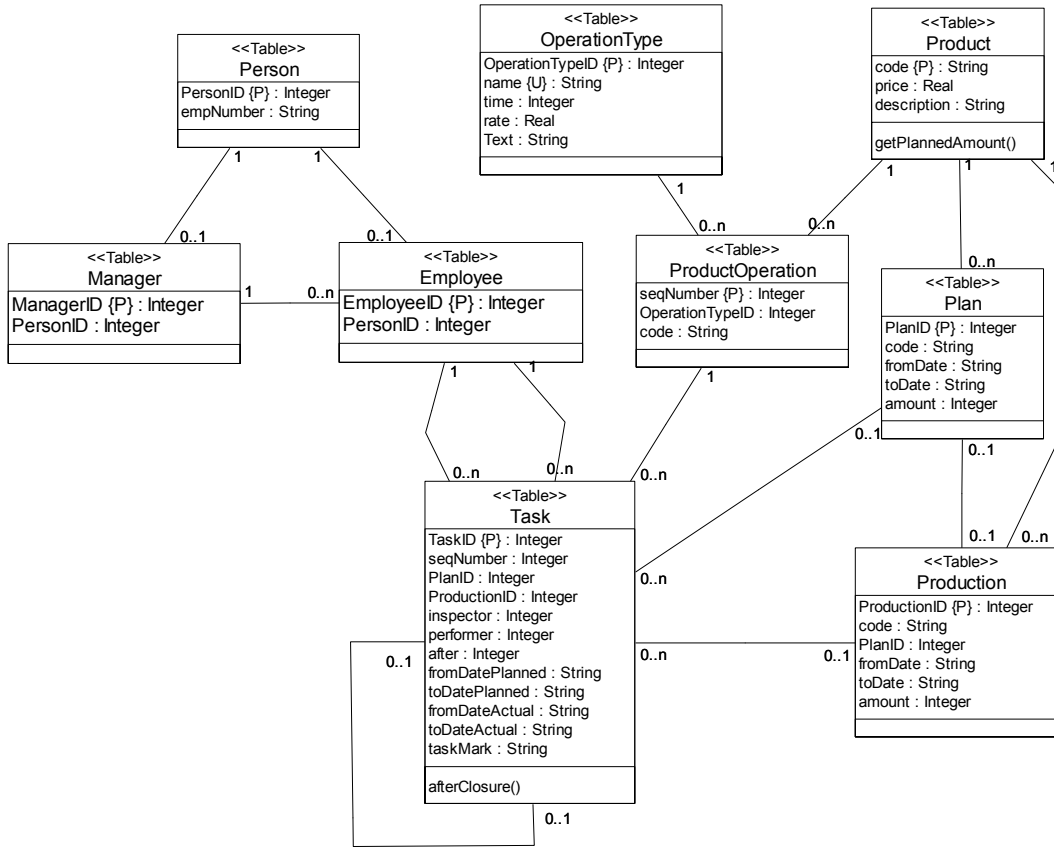 <<Table>>
Person
PersonID {P} : Integer
empNumber : String
<<Table>>
OperationType
OperationTypeID {P} : Integer
name {U} : String
time : Integer
rate : Real
Text : String
<<Table>>
Product
code {P} : String
price : Real
description : String
getPlannedAmount()
1
1
1
1
1
1
0..1
0..1
0..n
0..n
0..n
<<Table>>
Manager
ManagerID {P} : Integer
PersonID : Integer
1
0..n
<<Table>>
Employee
EmployeeID {P} : Integer
PersonID : Integer
<<Table>>
ProductOperation
seqNumber {P} : Integer
OperationTypeID : Integer
code : String
<<Table>>
Plan
PlanID {P} : Integer
code : String
fromDate : String
toDate : String
amount : Integer
1
1
1
0..1
0..1
0..n
0..n
0..n
0..1
0..n
<<Table>>
Task
TaskID {P} : Integer
seqNumber : Integer
PlanID : Integer
ProductionID : Integer
inspector : Integer
performer : Integer
after : Integer
fromDatePlanned : String
toDatePlanned : String
fromDateActual : String
toDateActual : String
taskMark : String
afterClosure()
0..n
0..n
0..1
0..1
0..1
<<Table>>
Production
ProductionID {P} : Integer
code : String
PlanID : Integer
fromDate : String
toDate : String
amount : Integer